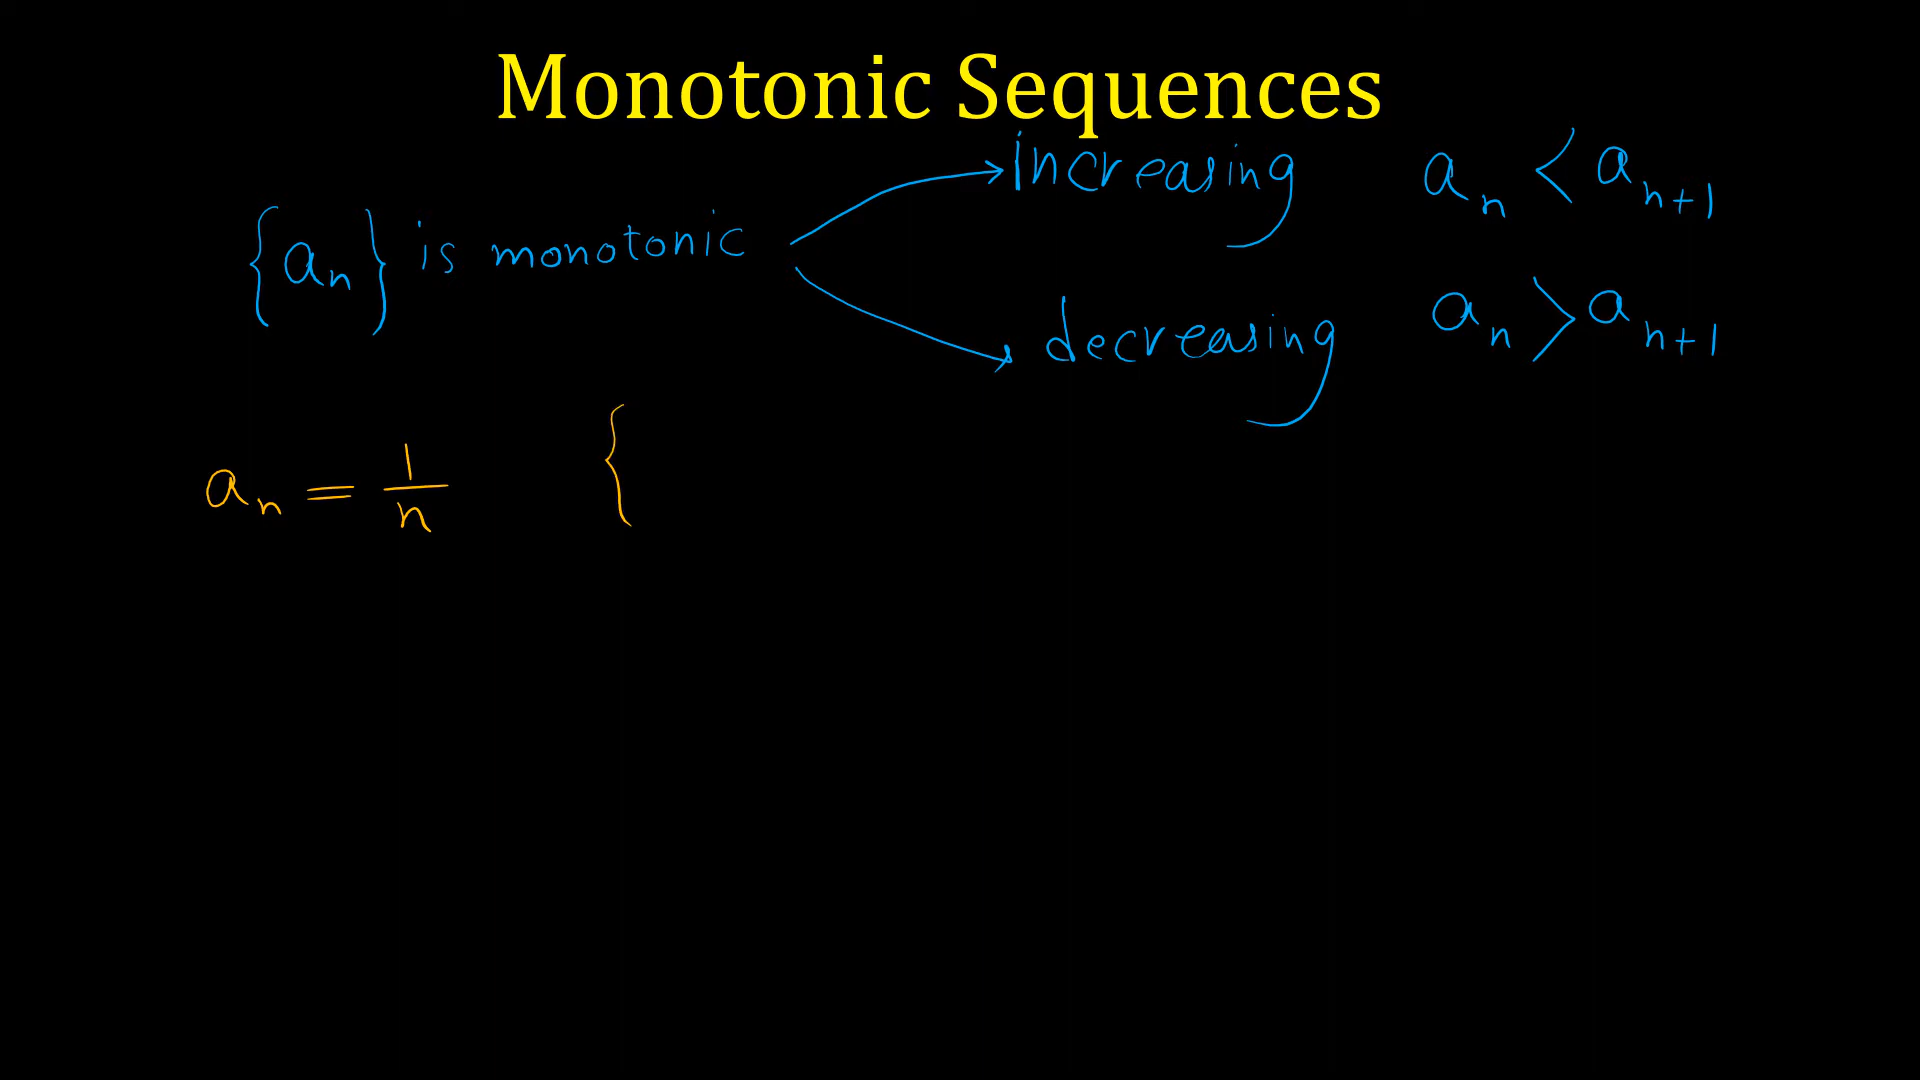 Monotonic Sequences
increasing a_n < a_{n+1}
{a_n} is monotonic
decreasing a_n > a_{n+1}
a_n = 1/n {